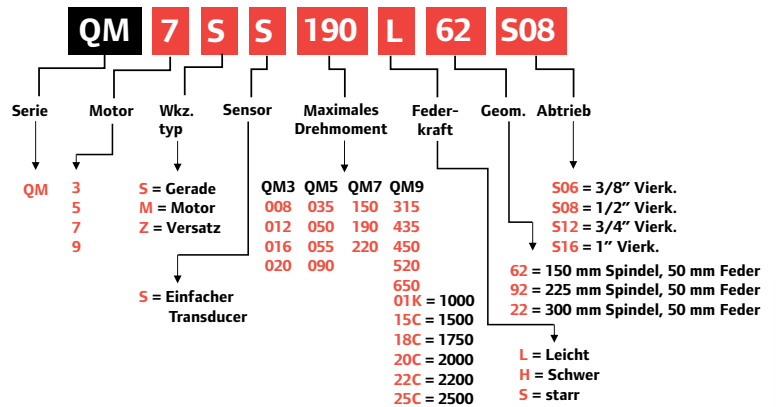 QM 7 S S 190 L 62 S08
Serie Motor Wkz. typ Sensor Maximales Drehmoment Feder- kraft Geom. Abtrieb
QM
3
5
7
9
S = Gerade
M = Motor
Z = Versatz
S = Einfacher
Transducer
QM3 QM5 QM7 QM9
008 035 150 315
012 050 190 435
016 055 220 450
020 090 520
650
01K = 1000
15C = 1500
18C = 1750
20C = 2000
22C = 2200
25C = 2500
L = Leicht
H = Schwer
S = starr
62 = 150 mm Spindel, 50 mm Feder
92 = 225 mm Spindel, 50 mm Feder
22 = 300 mm Spindel, 50 mm Feder
S06 = 3/8” Vierk.
S08 = 1/2” Vierk.
S12 = 3/4” Vierk.
S16 = 1” Vierk.